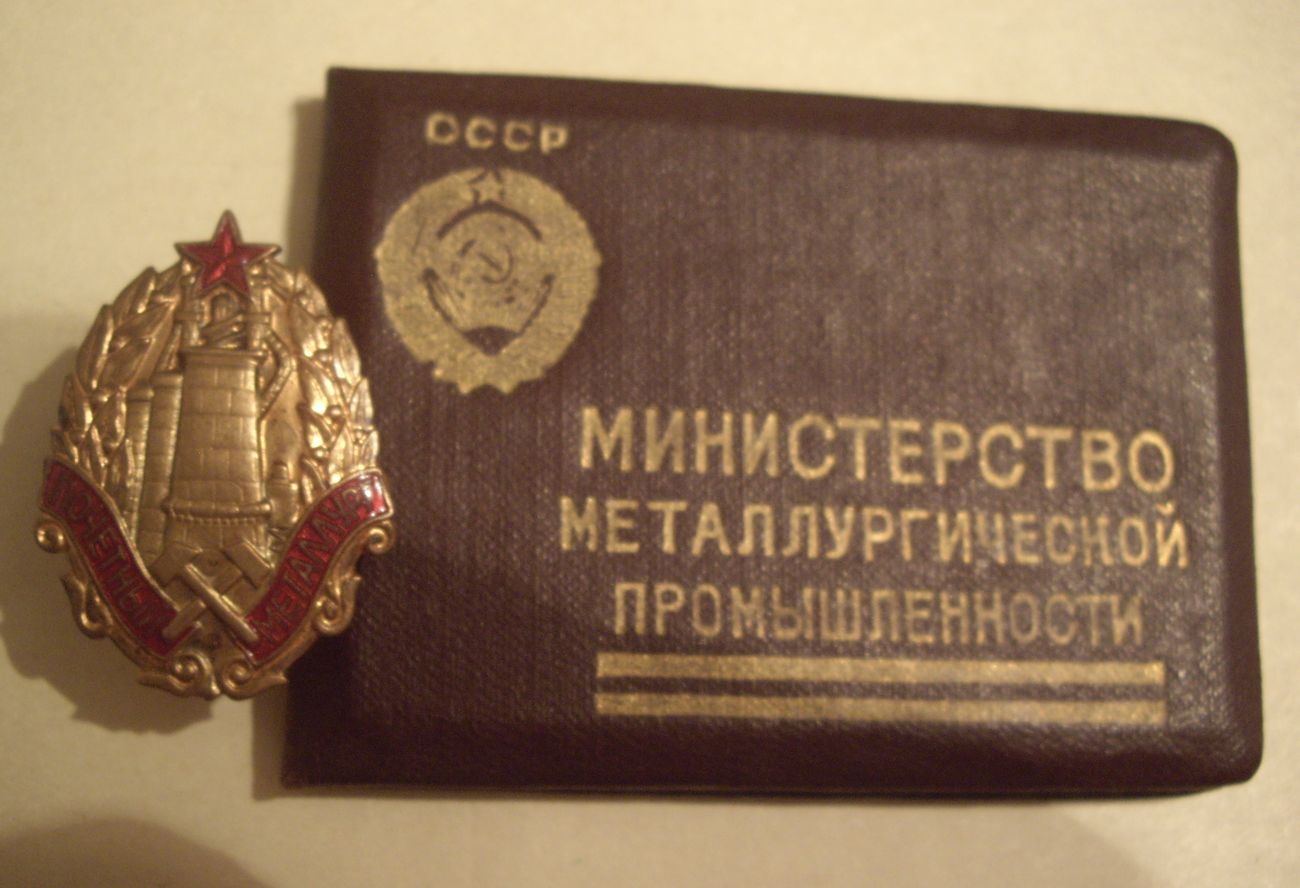 СССР
МИНИСТЕРСТВО
МЕТАЛЛУРГИЧЕСКОЙ
ПРОМЫШЛЕННОСТИ
ПОЧЕТНЫЙ
МЕТАЛЛУРГ